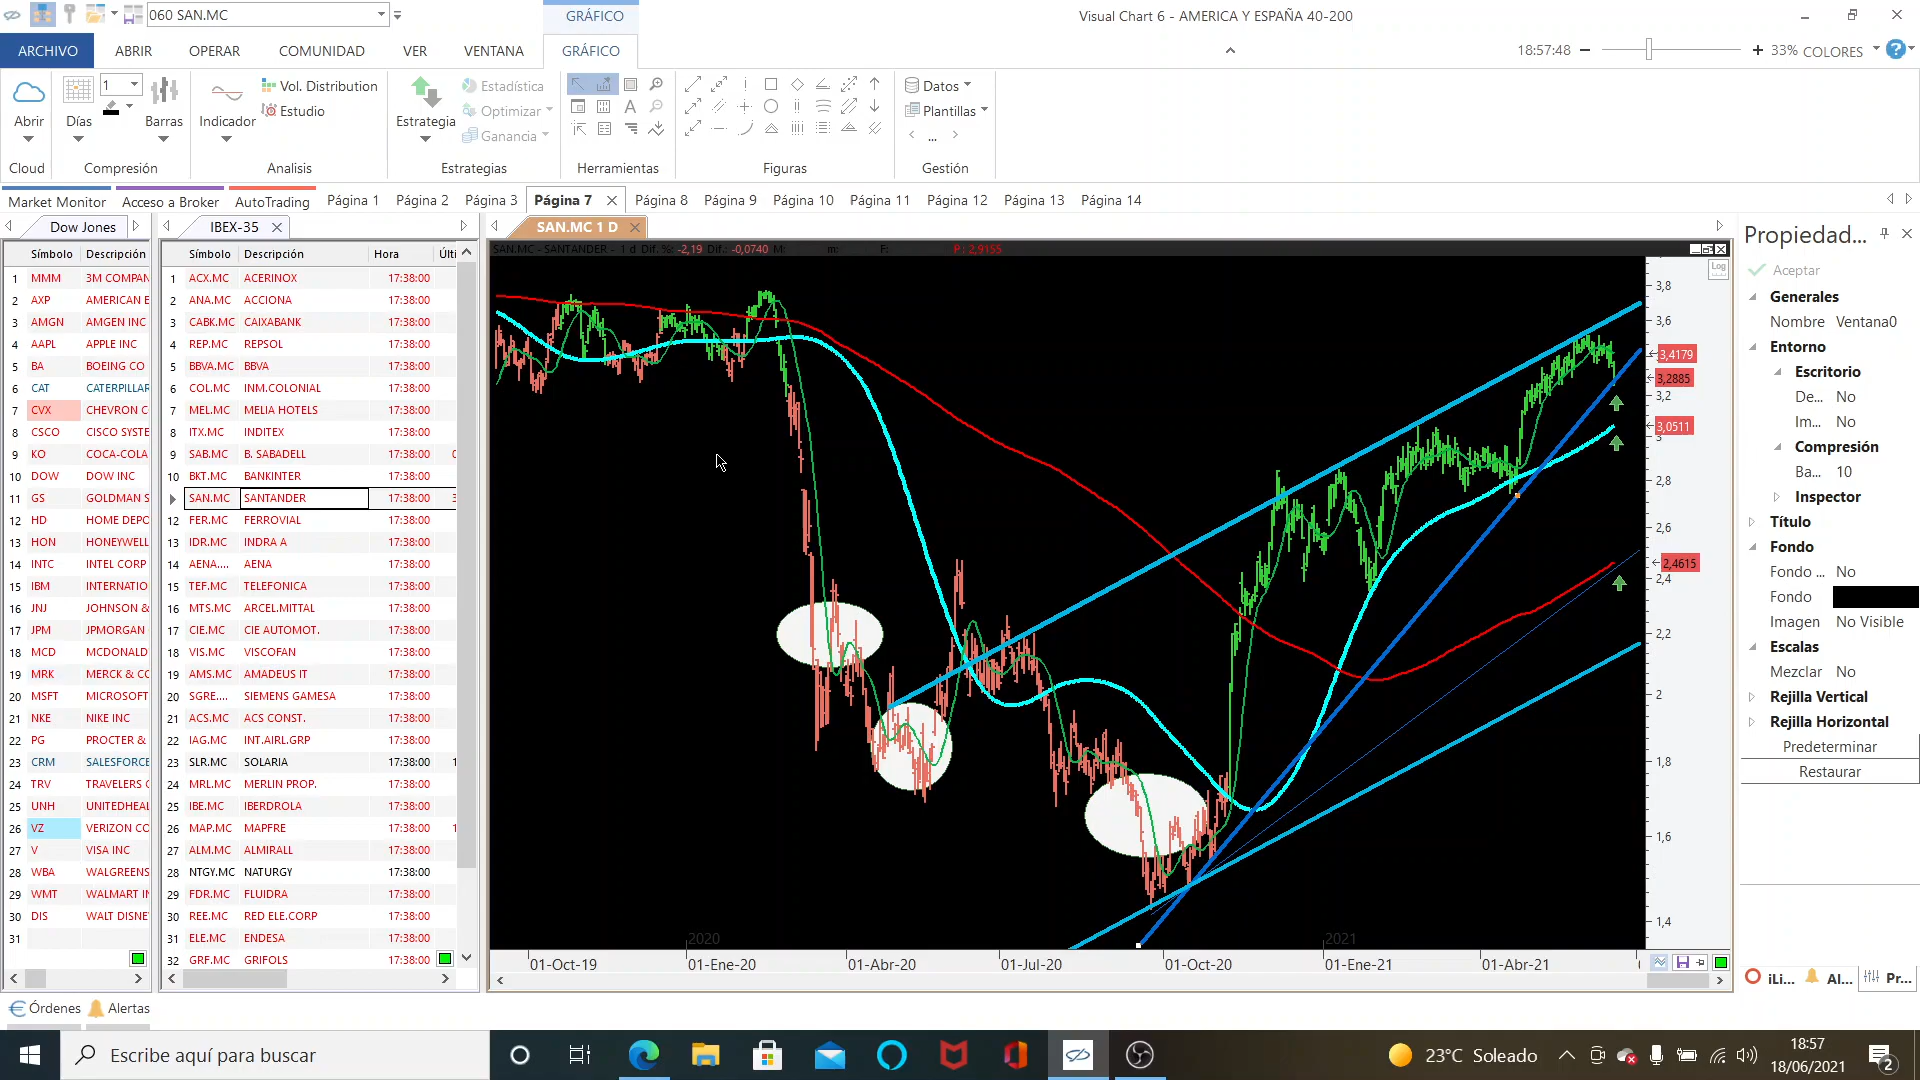 060 SAN.MC
GRÁFICO
Visual Chart 6 - AMERICA Y ESPAÑA 40-200
ARCHIVO ABRIR OPERAR COMUNIDAD VER VENTANA GRÁFICO
18:57:48 33% COLORES
1
Vol. Distribution
Estudio
Estadística
Optimizar
Ganancia
Datos
Plantillas
...
Abrir Días Barras Indicador Estrategia
Cloud Compresión Analisis Estrategias Herramientas Figuras Gestión
Market Monitor Acceso a Broker AutoTrading Página 1 Página 2 Página 3 Página 7 Página 8 Página 9 Página 10 Página 11 Página 12 Página 13 Página 14
Dow Jones
Símbolo Descripción
1 MMM 3M COMPAN
2 AXP AMERICAN E
3 AMGN AMGEN INC
4 AAPL APPLE INC
5 BA BOEING CO
6 CAT CATERPILLAR
7 CVX CHEVRON C
8 CSCO CISCO SYSTE
9 KO COCA-COLA
10 DOW DOW INC
11 GS GOLDMAN S
12 HD HOME DEPO
13 HON HONEYWELL
14 INTC INTEL CORP
15 IBM INTERNATIO
16 JNJ JOHNSON &
17 JPM JPMORGAN
18 MCD MCDONALD
19 MRK MERCK & CO
20 MSFT MICROSOFT
21 NKE NIKE INC
22 PG PROCTER &
23 CRM SALESFORCE
24 TRV TRAVELERS C
25 UNH UNITEDHEAL
26 VZ VERIZON CO
27 V VISA INC
28 WBA WALGREENS
29 WMT WALMART IN
30 DIS WALT DISNE
31
IBEX-35
Símbolo Descripción Hora Últi
1 ACX.MC ACERINOX 17:38:00
2 ANA.MC ACCIONA 17:38:00
3 CABK.MC CAIXABANK 17:38:00
4 REP.MC REPSOL 17:38:00
5 BBVA.MC BBVA 17:38:00
6 COL.MC INM.COLONIAL 17:38:00
7 MEL.MC MELIA HOTELS 17:38:00
8 ITX.MC INDITEX 17:38:00
9 SAB.MC B. SABADELL 17:38:00 0
10 BKT.MC BANKINTER 17:38:00
SAN.MC SANTANDER 17:38:00 3
12 FER.MC FERROVIAL 17:38:00
13 IDR.MC INDRA A 17:38:00
14 AENA.... AENA 17:38:00
15 TEF.MC TELEFONICA 17:38:00
16 MTS.MC ARCEL.MITTAL 17:38:00
17 CIE.MC CIE AUTOMOT. 17:38:00
18 VIS.MC VISCOFAN 17:38:00
19 AMS.MC AMADEUS IT 17:38:00
20 SGRE.... SIEMENS GAMESA 17:38:00
21 ACS.MC ACS CONST. 17:38:00
22 IAG.MC INT.AIRL.GRP 17:38:00
23 SLR.MC SOLARIA 17:38:00 1
24 MRL.MC MERLIN PROP. 17:38:00
25 IBE.MC IBERDROLA 17:38:00
26 MAP.MC MAPFRE 17:38:00 1
27 ALM.MC ALMIRALL 17:38:00
28 NTGY.MC NATURGY 17:38:00
29 FDR.MC FLUIDRA 17:38:00
30 REE.MC RED ELE.CORP 17:38:00
31 ELE.MC ENDESA 17:38:00
32 GRF.MC GRIFOLS 17:38:00
SAN.MC 1 D
SAN.MC - SANTANDER - 1 d Dif. %: -2,19 Dif.: -0,0740 M: m: F: P: 2,9155
Log
3,8
3,6
3,4179
3,2885
3,2
3,0511
3
2,8
2,6
2,4615
2,4
2,2
2
1,8
1,6
1,4
2020 2021
01-Oct-19 01-Ene-20 01-Abr-20 01-Jul-20 01-Oct-20 01-Ene-21 01-Abr-21
Propiedad...
Aceptar
Generales
Nombre Ventana0
Entorno
Escritorio
De... No
Im... No
Compresión
Ba... 10
Inspector
Título
Fondo
Fondo ... No
Fondo
Imagen No Visible
Escalas
Mezclar No
Rejilla Vertical
Rejilla Horizontal
Predeterminar
Restaurar
iLi... Al... Pr...
Órdenes Alertas
Escribe aquí para buscar
23°C Soleado
18:57
18/06/2021
2